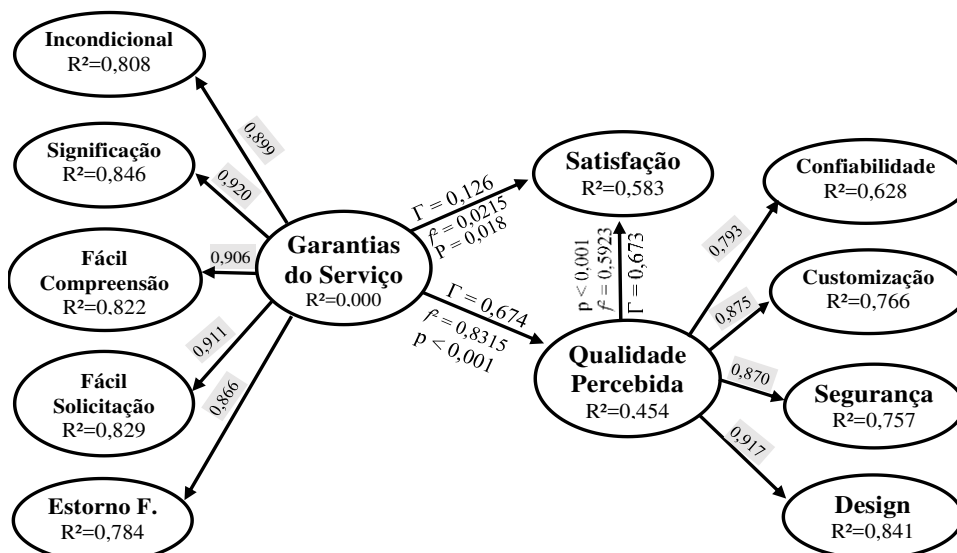 Incondicional
R²=0,808
Significação
R²=0,846
Fácil
Compreensão
R²=0.822
Fácil
Solicitação
R²=0,829
Estorno F.
R²=0,784
0,899
0,920
0,906
0,911
0,866
Garantias
do Serviço
R²=0.000
Γ = 0,126
f² = 0,0215
P = 0,018
Γ = 0,674
f² = 0,8315
p < 0,001
Satisfação
R²=0,583
p < 0,001
f² = 0,5923
Γ = 0,673
Qualidade
Percebida
R²=0,454
0,793
0,875
0,870
0,917
Confiabilidade
R²=0,628
Customização
R²=0,766
Segurança
R²=0,757
Design
R²=0,841